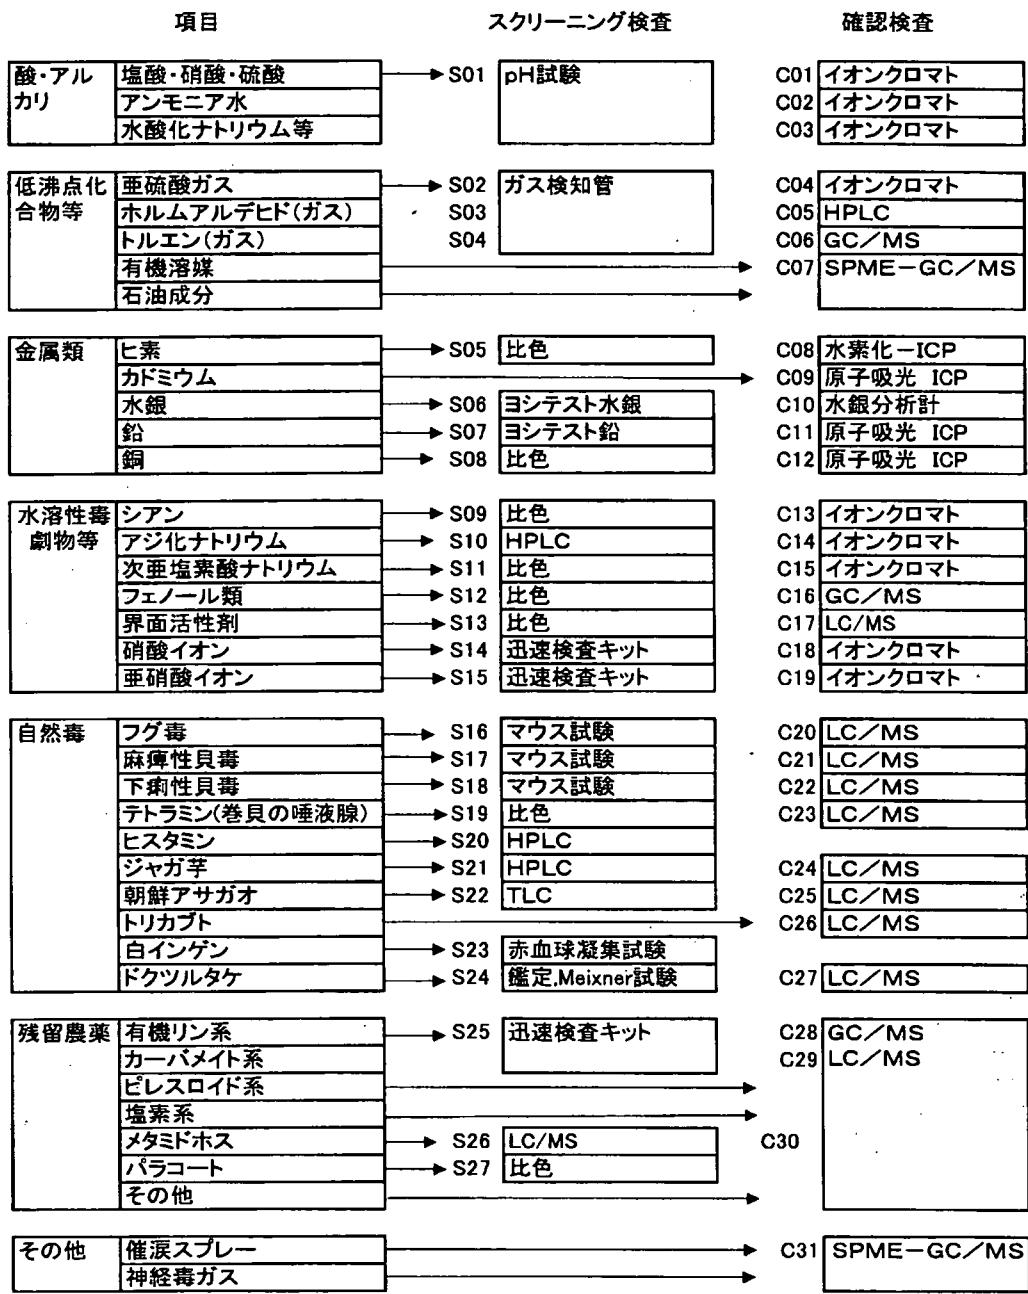 項目 スクリーニング検査 確認検査
酸・アル 塩酸・硝酸・硫酸 S01 pH試験 C01 イオンクロマト
カリ アンモニア水 C02 イオンクロマト
水酸化ナトリウム等 C03 イオンクロマト
低沸点化 亜硫酸ガス S02 ガス検知管 C04 イオンクロマト
合物等 ホルムアルデヒド(ガス) S03 C05 HPLC
トルエン(ガス) S04 C06 GC/MS
有機溶媒 C07 SPME-GC/MS
石油成分
金属類 ヒ素 S05 比色 C08 水素化-ICP
カドミウム C09 原子吸光 ICP
水銀 S06 ヨシテスト水銀 C10 水銀分析計
鉛 S07 ヨシテスト鉛 C11 原子吸光 ICP
銅 S08 比色 C12 原子吸光 ICP
水溶性毒 シアン S09 比色 C13 イオンクロマト
劇物等 アジ化ナトリウム S10 HPLC C14 イオンクロマト
次亜塩素酸ナトリウム S11 比色 C15 イオンクロマト
フェノール類 S12 比色 C16 GC/MS
界面活性剤 S13 比色 C17 LC/MS
硝酸イオン S14 迅速検査キット C18 イオンクロマト
亜硝酸イオン S15 迅速検査キット C19 イオンクロマト
自然毒 フグ毒 S16 マウス試験 C20 LC/MS
麻痺性貝毒 S17 マウス試験 C21 LC/MS
下痢性貝毒 S18 マウス試験 C22 LC/MS
テトラミン(巻貝の唾液腺) S19 比色 C23 LC/MS
ヒスタミン S20 HPLC
ジャガ芋 S21 HPLC C24 LC/MS
朝鮮アサガオ S22 TLC C25 LC/MS
トリカブト C26 LC/MS
白インゲン S23 赤血球凝集試験
ドクツルタケ S24 鑑定,Meixner試験 C27 LC/MS
残留農薬 有機リン系 S25 迅速検査キット C28 GC/MS
カーバメイト系 C29 LC/MS
ピレスロイド系
塩素系
メタミドホス S26 LC/MS C30
パラコート S27 比色
その他
その他 催涙スプレー C31 SPME-GC/MS
神経毒ガス